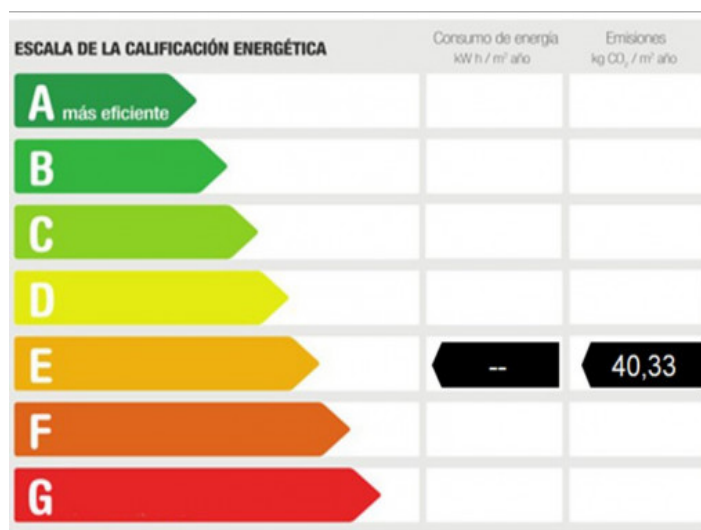 ESCALA DE LA CALIFICACIÓN ENERGÉTICA
Consumo de energía
kW h / m² año
Emisiones
kg CO₂ / m² año
A más eficiente
B
C
D
E -- 40,33
F
G